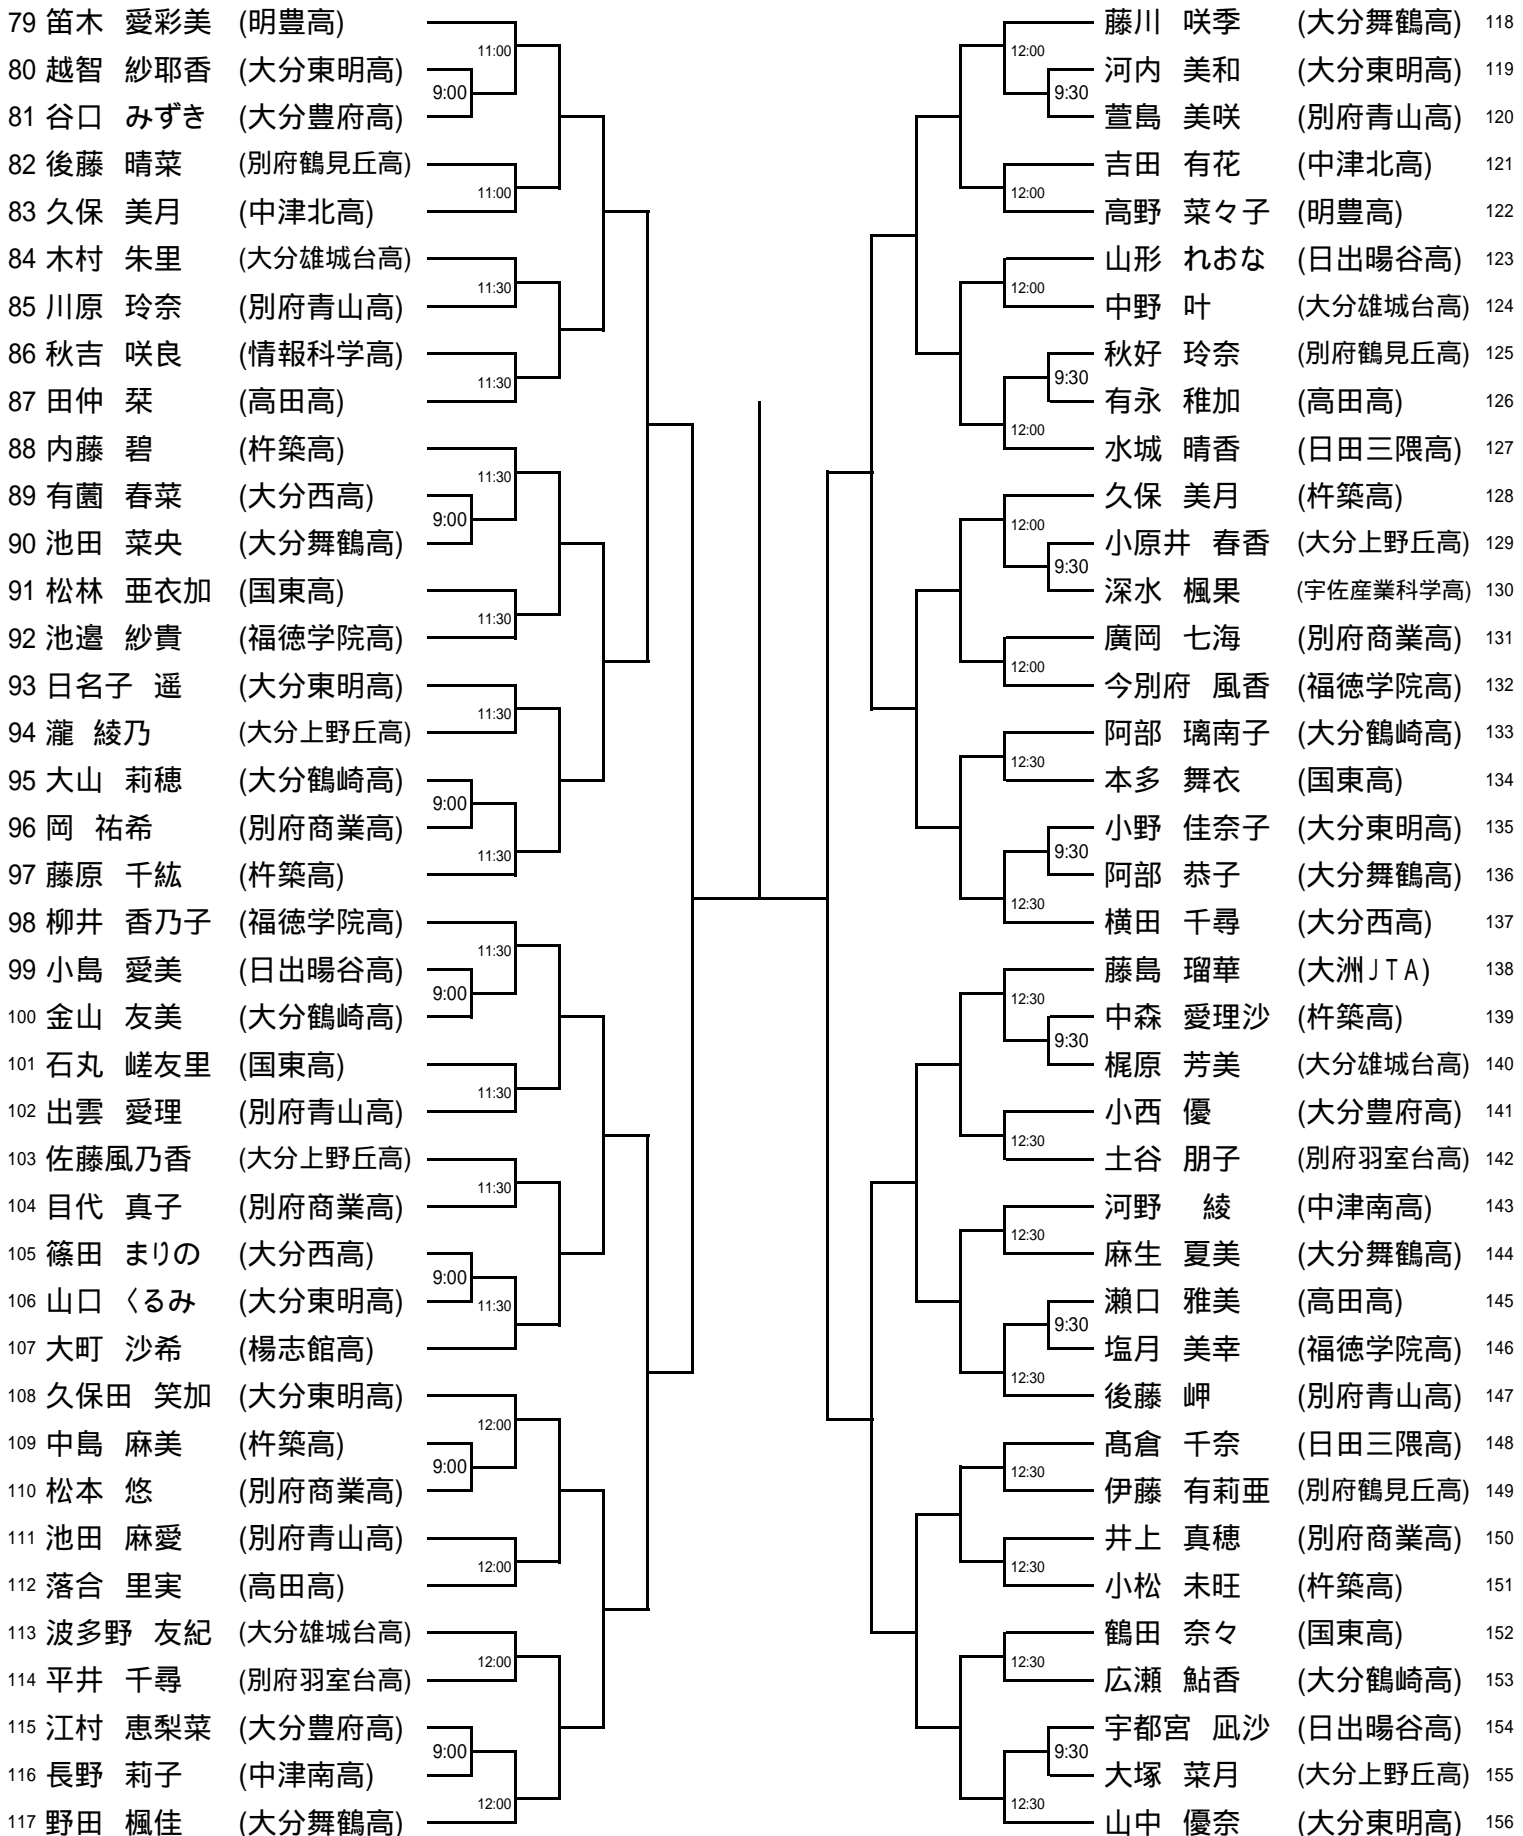 79 笛木 愛彩美 (明豊高)
11:00
80 越智 紗耶香 (大分東明高)
9:00
81 谷口 みずき (大分豊府高)
82 後藤 晴菜 (別府鶴見丘高)
11:00
83 久保 美月 (中津北高)
84 木村 朱里 (大分雄城台高)
11:30
85 川原 玲奈 (別府青山高)
86 秋吉 咲良 (情報科学高)
11:30
87 田仲 栞 (高田高)
88 内藤 碧 (杵築高)
11:30
89 有薗 春菜 (大分西高)
9:00
90 池田 菜央 (大分舞鶴高)
91 松林 亜衣加 (国東高)
11:30
92 池邉 紗貴 (福徳学院高)
93 日名子 遥 (大分東明高)
11:30
94 瀧 綾乃 (大分上野丘高)
95 大山 莉穂 (大分鶴崎高)
9:00
96 岡 祐希 (別府商業高)
11:30
97 藤原 千紘 (杵築高)
98 柳井 香乃子 (福徳学院高)
11:30
99 小島 愛美 (日出暘谷高)
9:00
100 金山 友美 (大分鶴崎高)
101 石丸 嵯友里 (国東高)
11:30
102 出雲 愛理 (別府青山高)
103 佐藤風乃香 (大分上野丘高)
11:30
104 目代 真子 (別府商業高)
105 篠田 まりの (大分西高)
9:00
106 山口 くるみ (大分東明高)
11:30
107 大町 沙希 (楊志館高)
108 久保田 笑加 (大分東明高)
12:00
109 中島 麻美 (杵築高)
9:00
110 松本 悠 (別府商業高)
111 池田 麻愛 (別府青山高)
12:00
112 落合 里実 (高田高)
113 波多野 友紀 (大分雄城台高)
12:00
114 平井 千尋 (別府羽室台高)
115 江村 恵梨菜 (大分豊府高)
9:00
116 長野 莉子 (中津南高)
12:00
117 野田 楓佳 (大分舞鶴高)
藤川 咲季 (大分舞鶴高) 118
12:00
河内 美和 (大分東明高) 119
9:30
萱島 美咲 (別府青山高) 120
吉田 有花 (中津北高) 121
12:00
高野 菜々子 (明豊高) 122
山形 れおな (日出暘谷高) 123
12:00
中野 叶 (大分雄城台高) 124
秋好 玲奈 (別府鶴見丘高) 125
9:30
有永 稚加 (高田高) 126
12:00
水城 晴香 (日田三隈高) 127
久保 美月 (杵築高) 128
12:00
小原井 春香 (大分上野丘高) 129
9:30
深水 楓果 (宇佐産業科学高) 130
廣岡 七海 (別府商業高) 131
12:00
今別府 風香 (福徳学院高) 132
阿部 璃南子 (大分鶴崎高) 133
12:30
本多 舞衣 (国東高) 134
小野 佳奈子 (大分東明高) 135
9:30
阿部 恭子 (大分舞鶴高) 136
12:30
横田 千尋 (大分西高) 137
藤島 瑠華 (大洲JTA) 138
12:30
中森 愛理沙 (杵築高) 139
9:30
梶原 芳美 (大分雄城台高) 140
小西 優 (大分豊府高) 141
12:30
土谷 朋子 (別府羽室台高) 142
河野 綾 (中津南高) 143
12:30
麻生 夏美 (大分舞鶴高) 144
瀬口 雅美 (高田高) 145
9:30
塩月 美幸 (福徳学院高) 146
12:30
後藤 岬 (別府青山高) 147
髙倉 千奈 (日田三隈高) 148
12:30
伊藤 有莉亜 (別府鶴見丘高) 149
井上 真穂 (別府商業高) 150
12:30
小松 未旺 (杵築高) 151
鶴田 奈々 (国東高) 152
12:30
広瀬 鮎香 (大分鶴崎高) 153
宇都宮 凪沙 (日出暘谷高) 154
9:30
大塚 菜月 (大分上野丘高) 155
12:30
山中 優奈 (大分東明高) 156